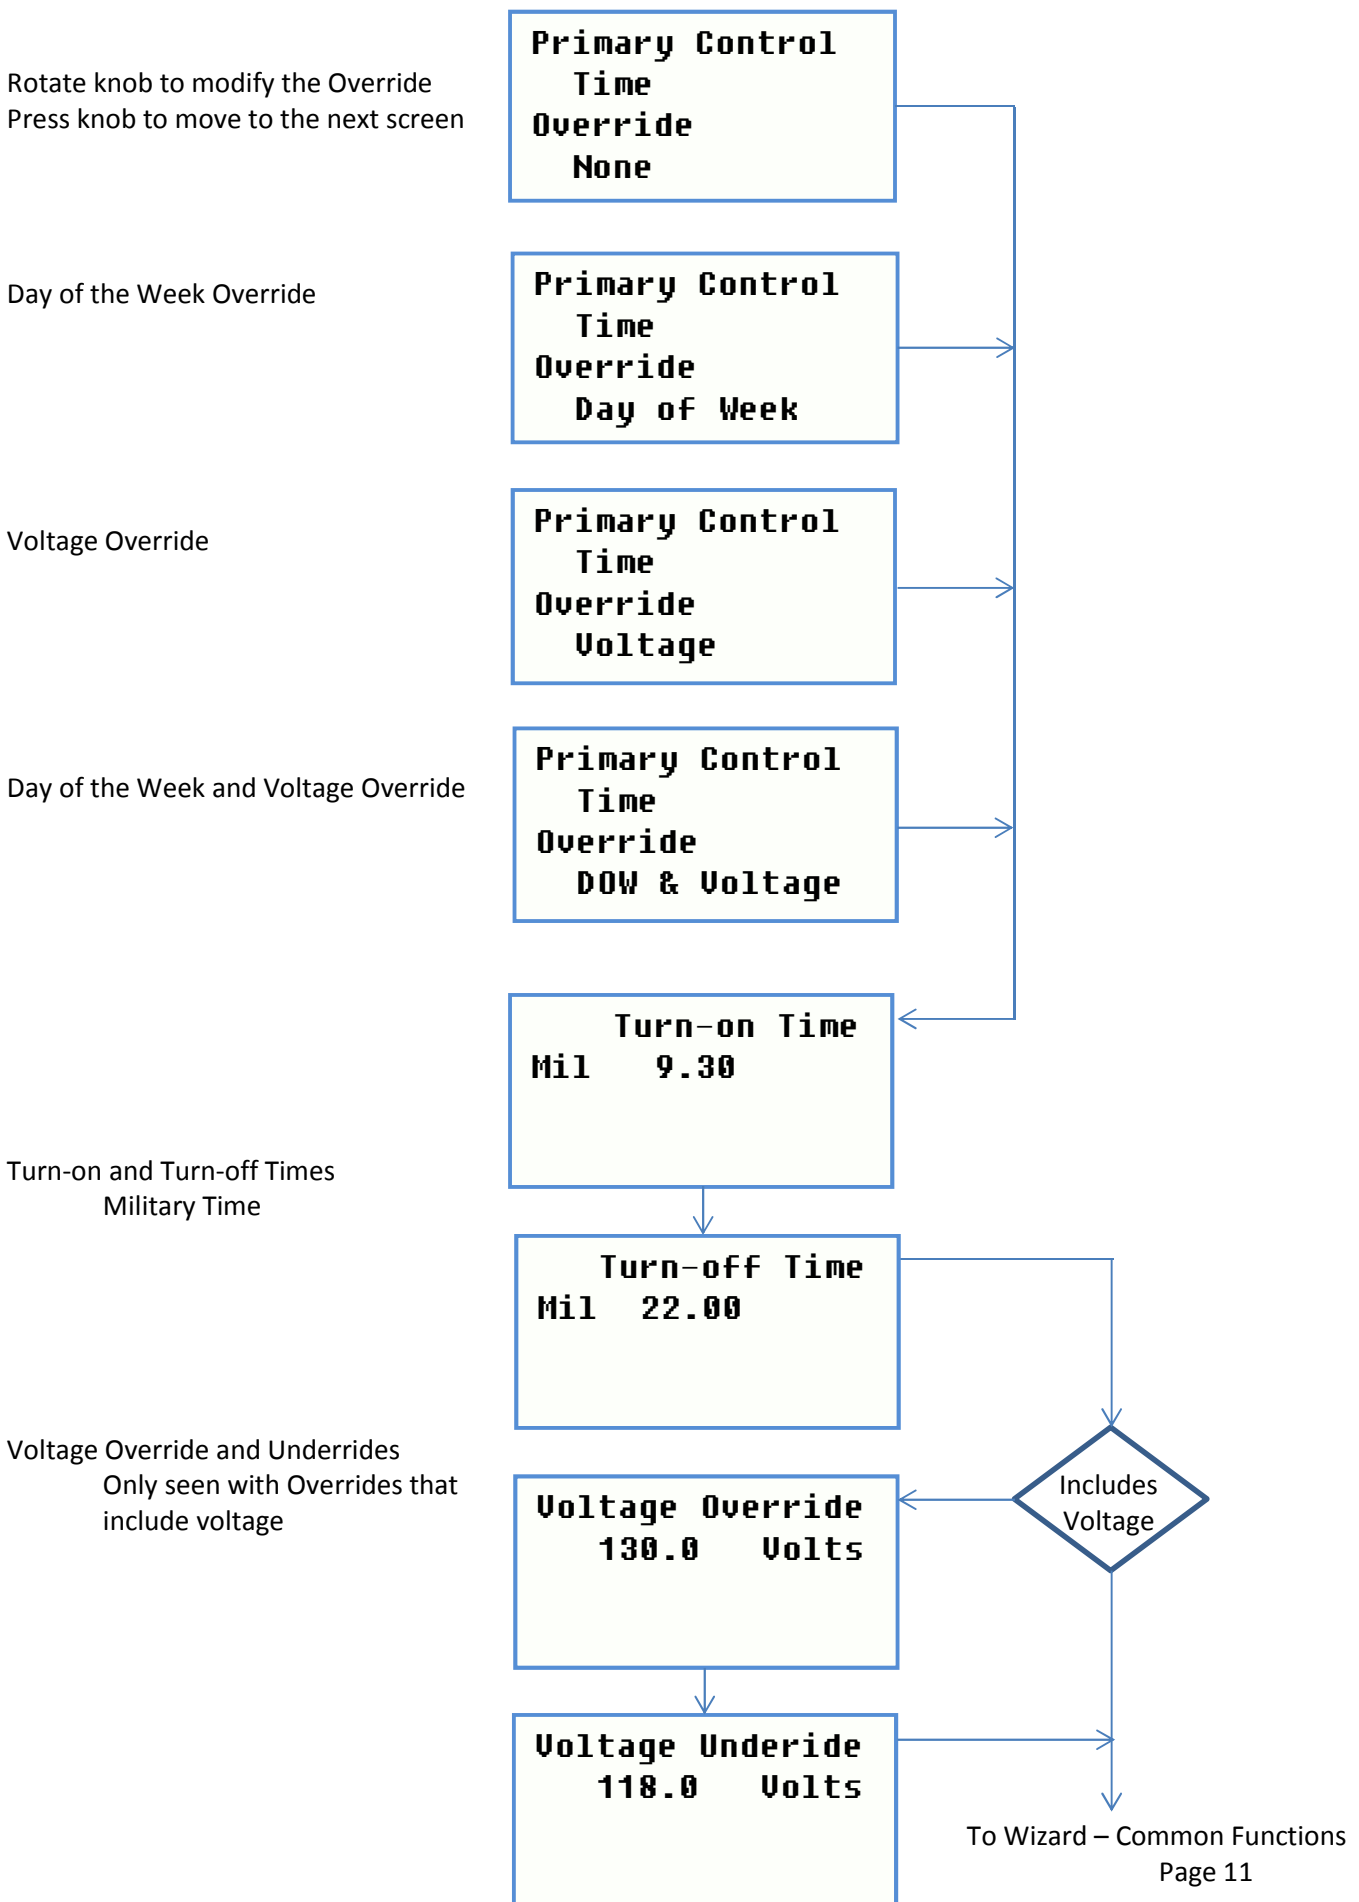 Primary Control
Time
Override
None
Rotate knob to modify the Override
Press knob to move to the next screen
Day of the Week Override
Primary Control
Time
Override
Day of Week
Voltage Override
Primary Control
Time
Override
Voltage
Day of the Week and Voltage Override
Primary Control
Time
Override
DOW & Voltage
Turn-on Time
Mil 9.30
Turn-on and Turn-off Times
Military Time
Turn-off Time
Mil 22.00
Voltage Override and Underrides
Only seen with Overrides that
include voltage
Includes
Voltage
Voltage Override
130.0 Volts
Voltage Underide
118.0 Volts
To Wizard – Common Functions
Page 11